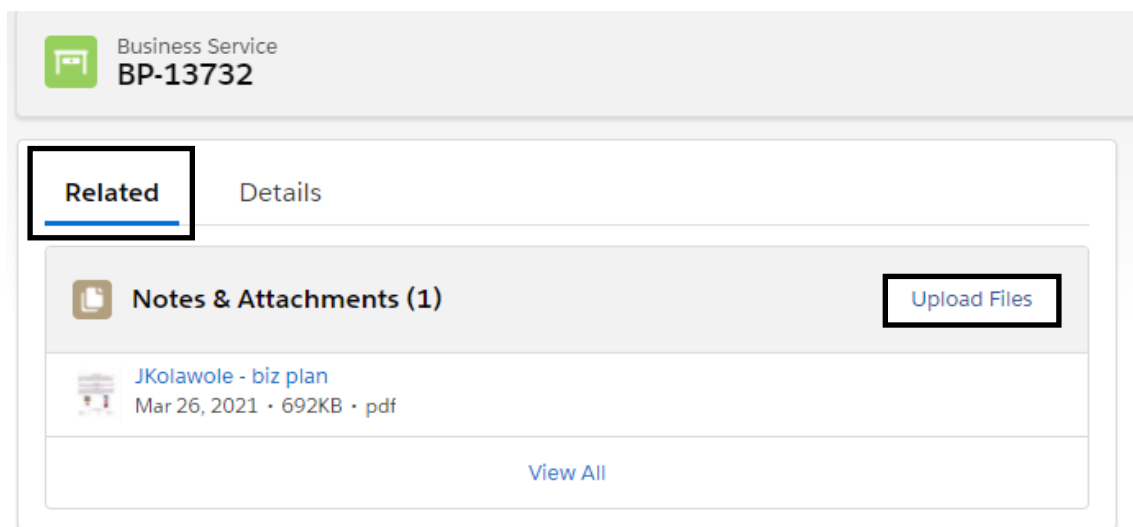 Business Service
BP-13732
Related Details
Notes & Attachments (1) Upload Files
JKolawole - biz plan
Mar 26, 2021 • 692KB • pdf
View All